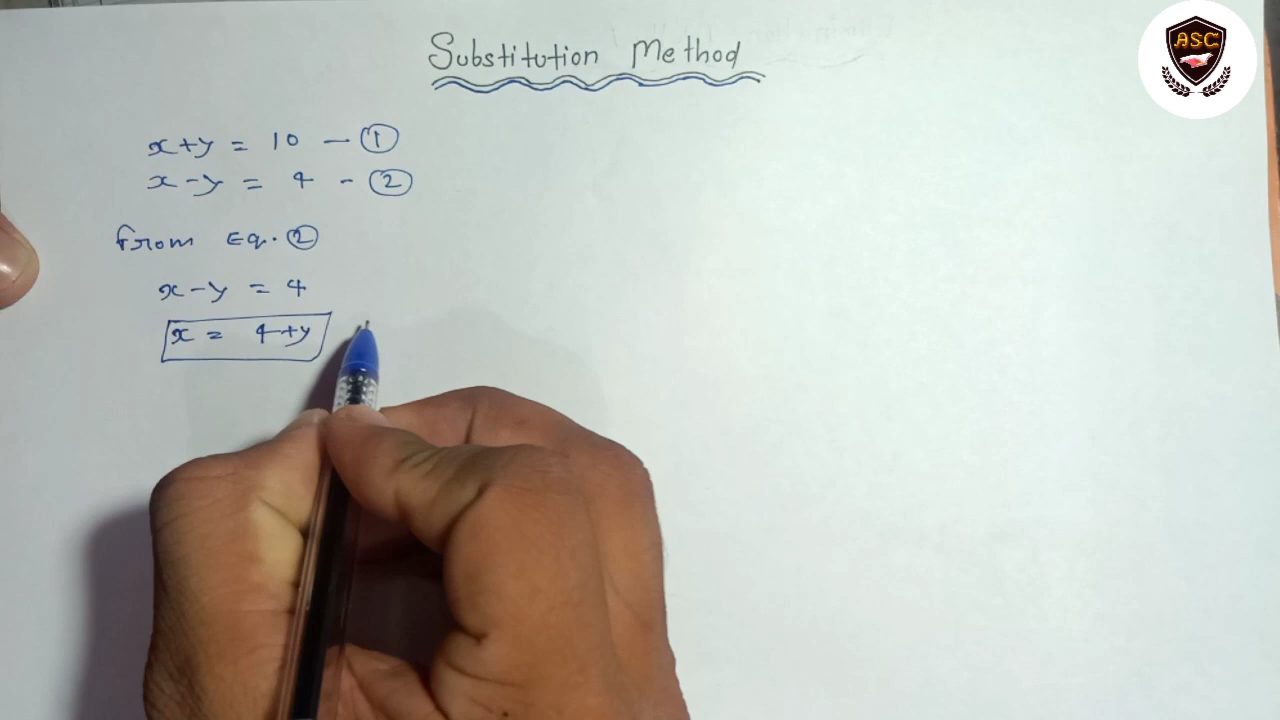 Substitution Method
ASC
x+y = 10 — ①
x-y = 4 - ②
from Eq. ②
x-y = 4
x = 4+y